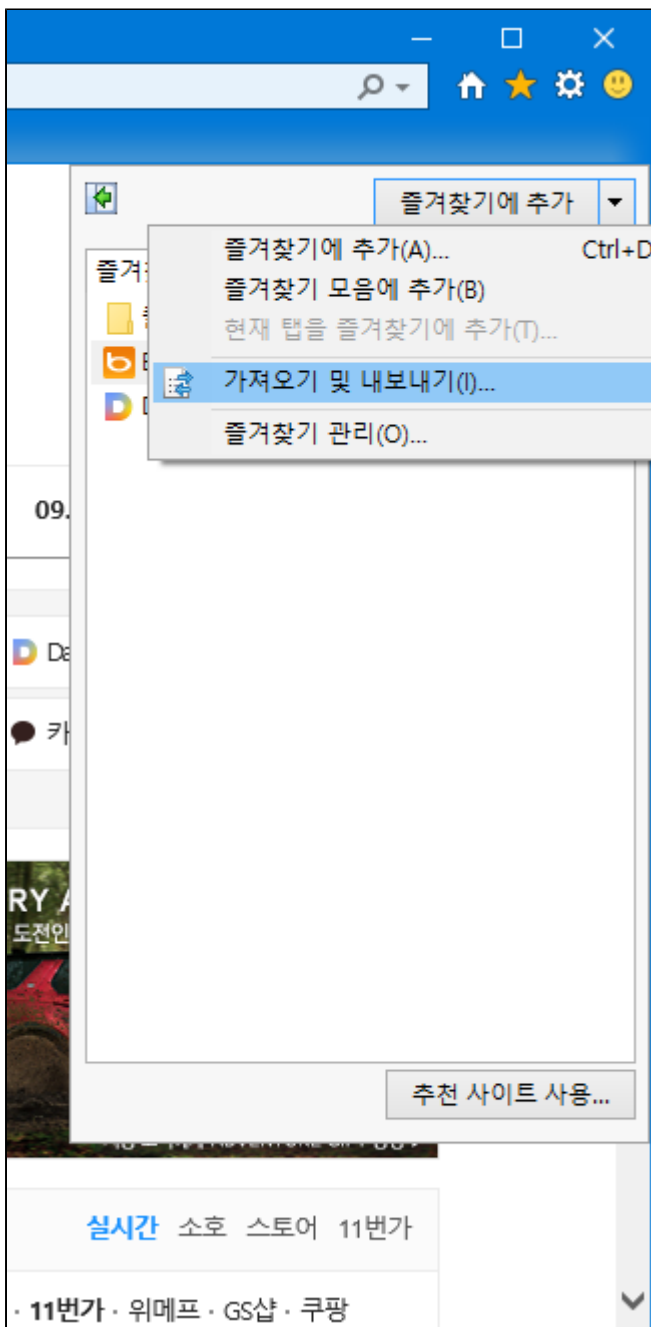 즐겨찾기에 추가
즐겨찾기에 추가(A)... Ctrl+D
즐겨찾기 모음에 추가(B)
현재 탭을 즐겨찾기에 추가(T)...
가져오기 및 내보내기(I)...
즐겨찾기 관리(O)...
즐겨
09.
Da
카
RY A
도전인
추천 사이트 사용...
실시간 소호 스토어 11번가
· 11번가 · 위메프 · GS샵 · 쿠팡